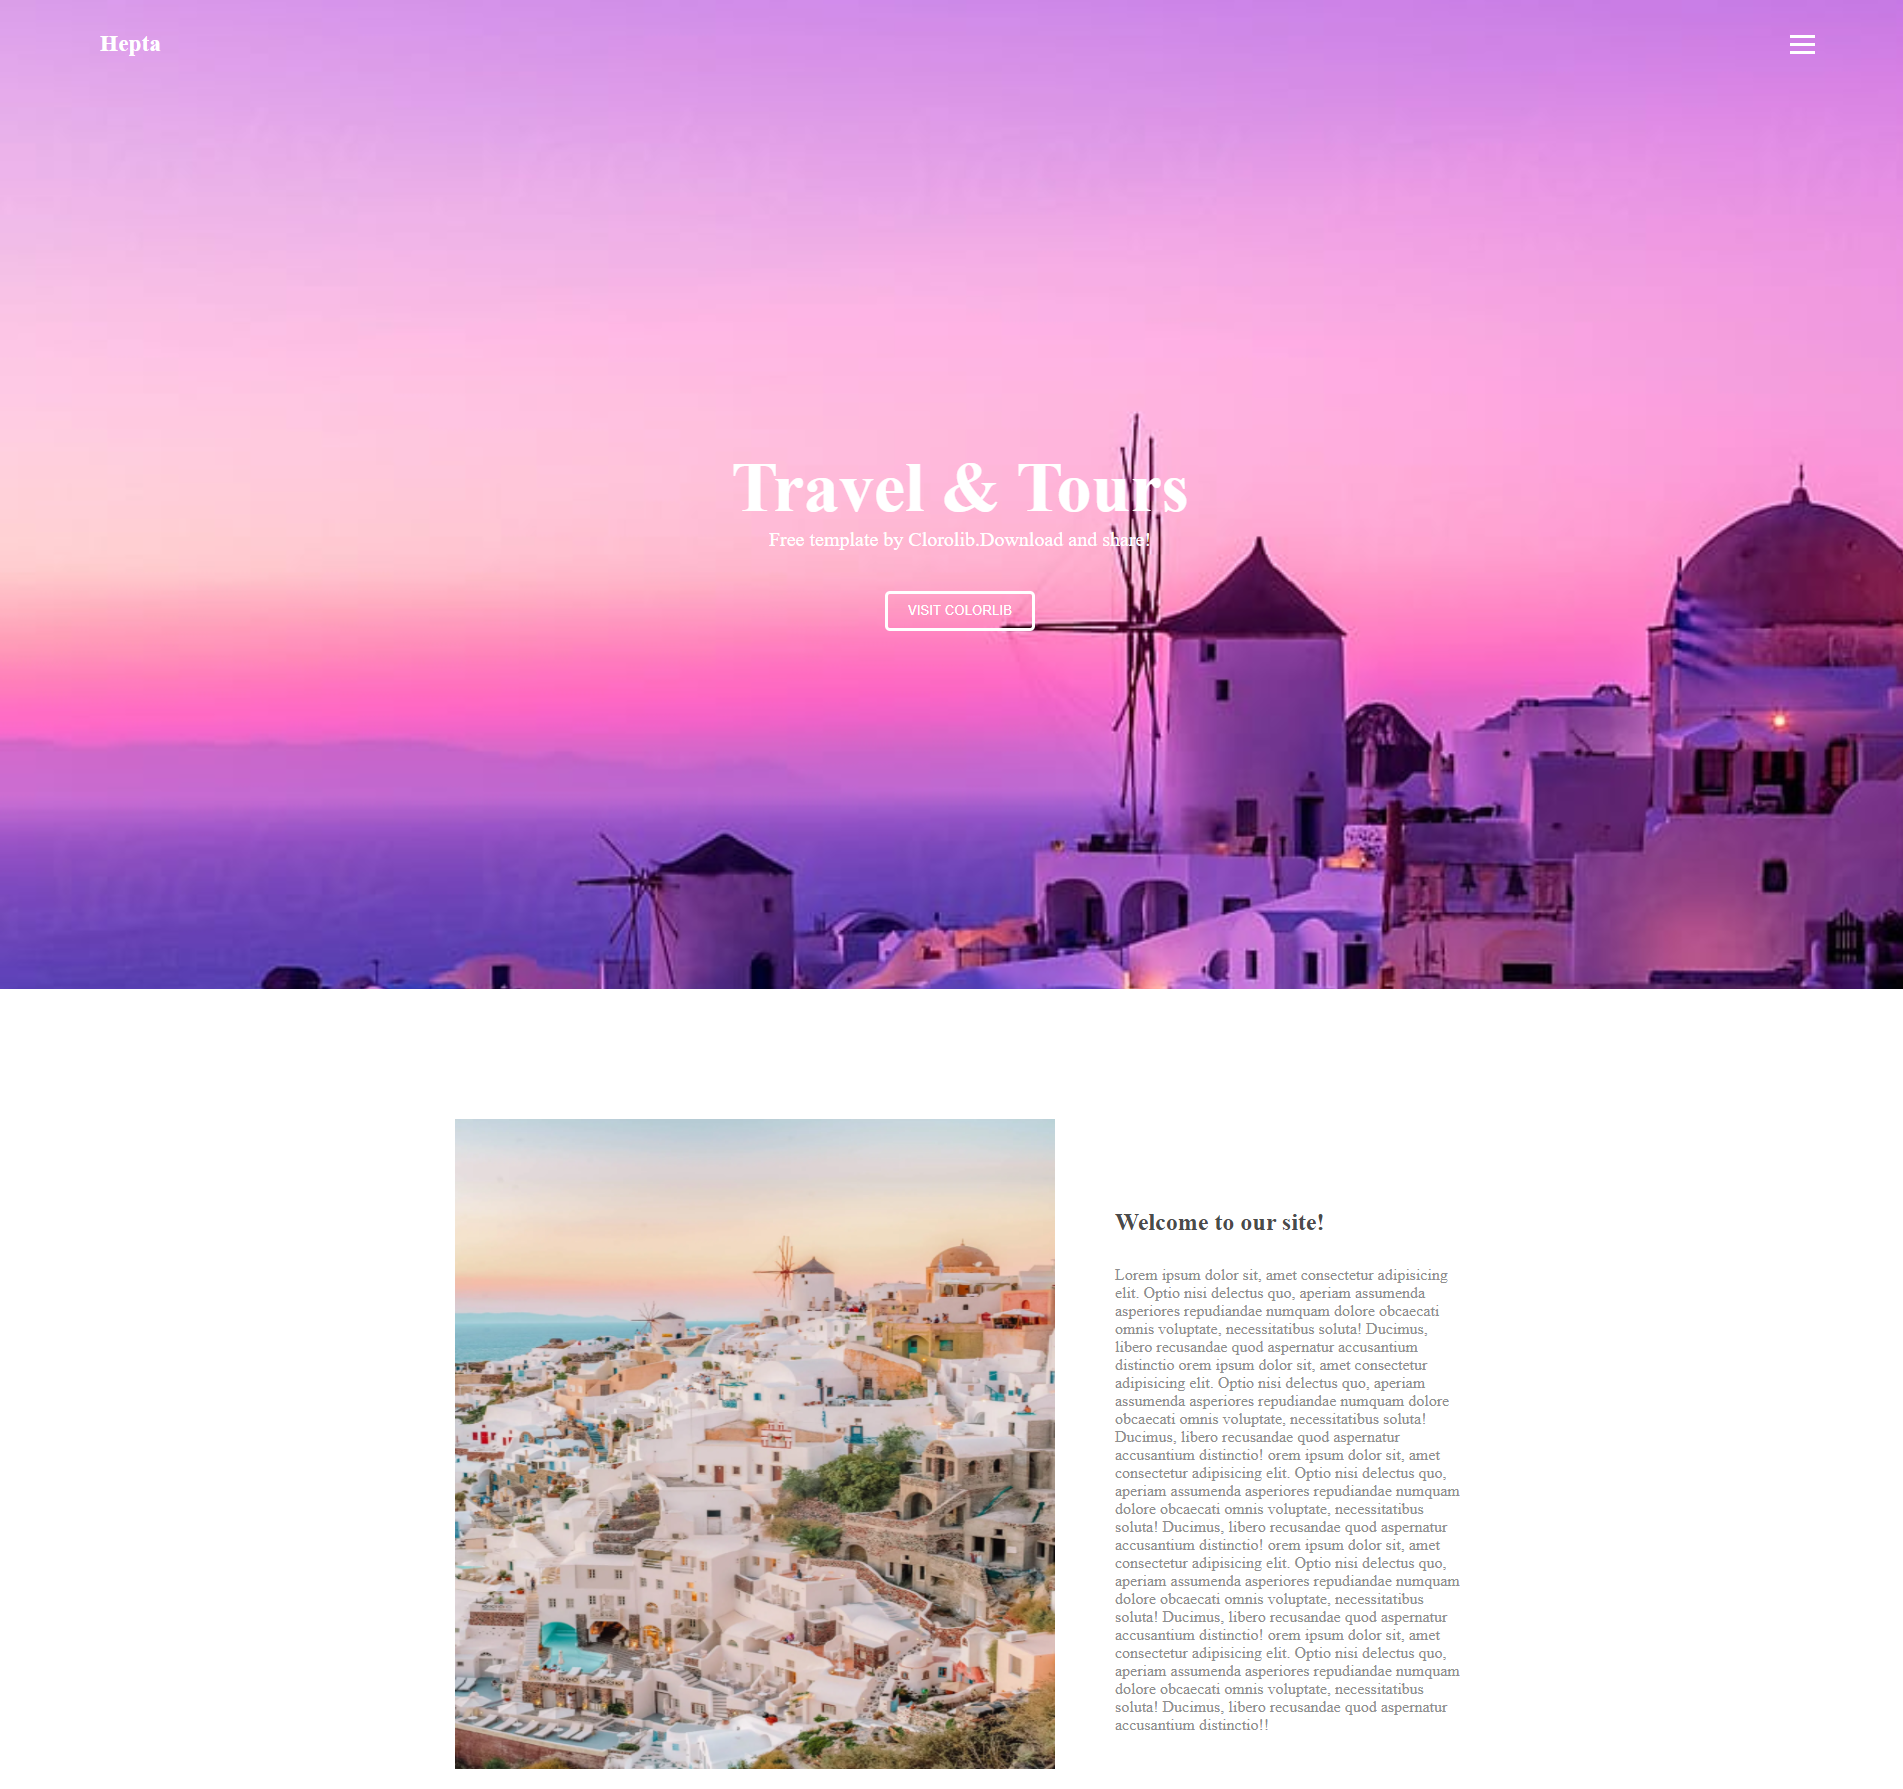 Hepta
Travel & Tours
Free template by Clorolib.Download and share!
VISIT COLORLIB
Welcome to our site!
Lorem ipsum dolor sit, amet consectetur adipisicing
elit. Optio nisi delectus quo, aperiam assumenda
asperiores repudiandae numquam dolore obcaecati
omnis voluptate, necessitatibus soluta! Ducimus,
libero recusandae quod aspernatur accusantium
distinctio orem ipsum dolor sit, amet consectetur
adipisicing elit. Optio nisi delectus quo, aperiam
assumenda asperiores repudiandae numquam dolore
obcaecati omnis voluptate, necessitatibus soluta!
Ducimus, libero recusandae quod aspernatur
accusantium distinctio! orem ipsum dolor sit, amet
consectetur adipisicing elit. Optio nisi delectus quo,
aperiam assumenda asperiores repudiandae numquam
dolore obcaecati omnis voluptate, necessitatibus
soluta! Ducimus, libero recusandae quod aspernatur
accusantium distinctio! orem ipsum dolor sit, amet
consectetur adipisicing elit. Optio nisi delectus quo,
aperiam assumenda asperiores repudiandae numquam
dolore obcaecati omnis voluptate, necessitatibus
soluta! Ducimus, libero recusandae quod aspernatur
accusantium distinctio! orem ipsum dolor sit, amet
consectetur adipisicing elit. Optio nisi delectus quo,
aperiam assumenda asperiores repudiandae numquam
dolore obcaecati omnis voluptate, necessitatibus
soluta! Ducimus, libero recusandae quod aspernatur
accusantium distinctio!!